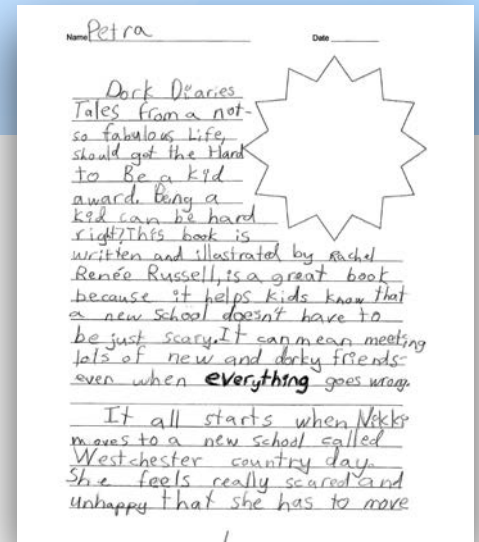 Name Petra Date
Dork Diaries
Tales from a not-
so fabulous Life,
should get the Hard
to Be a kid
award. Being a
kid can be hard
right? This book is
written and illustrated by Rachel
Renée Russell, is a great book
because it helps kids know that
a new school doesn't have to
be just scary. It can mean meeting
lots of new and dorky friends-
even when everything goes wrong.
It all starts when Nikki
moves to a new school called
Westchester country day.
She feels really scared and
unhappy that she has to move
1